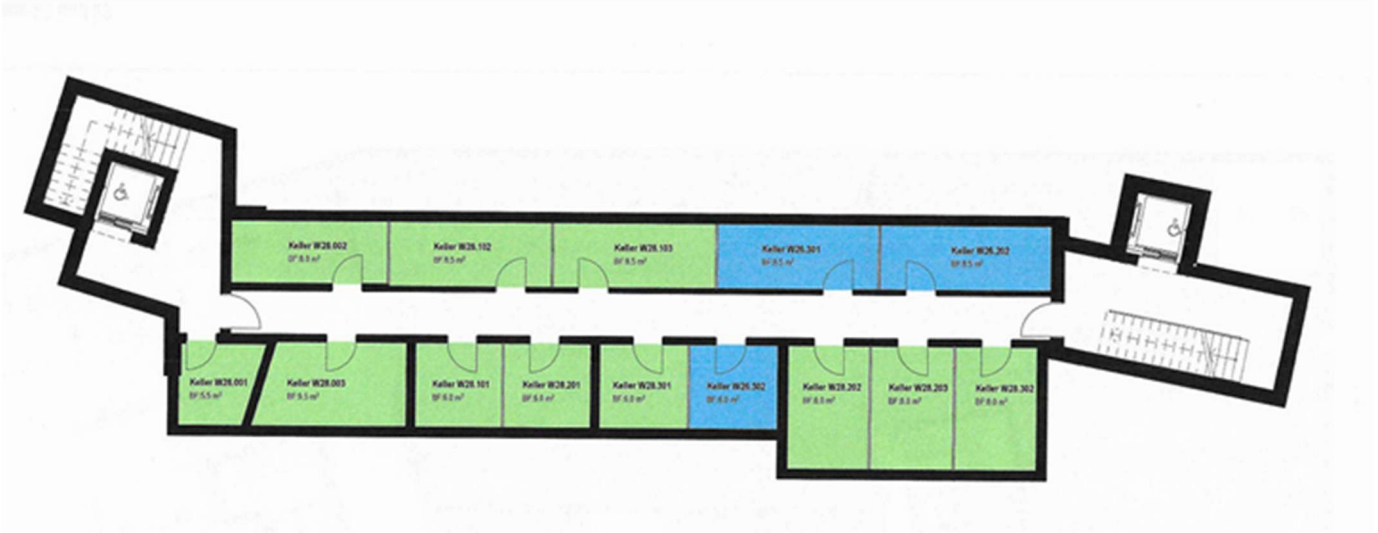 Keller W28.002
BF:8.0 m²
Keller W28.102
BF:8.5 m²
Keller W28.103
BF:8.5 m²
Keller W26.301
BF:8.5 m²
Keller W26.202
BF:8.5 m²
Keller W28.001
BF:5.5 m²
Keller W28.003
BF:9.5 m²
Keller W28.101
BF:6.0 m²
Keller W28.201
BF:6.0 m²
Keller W28.301
BF:6.0 m²
Keller W26.302
BF:6.0 m²
Keller W28.202
BF:8.0 m²
Keller W28.203
BF:8.0 m²
Keller W28.302
BF:8.0 m²